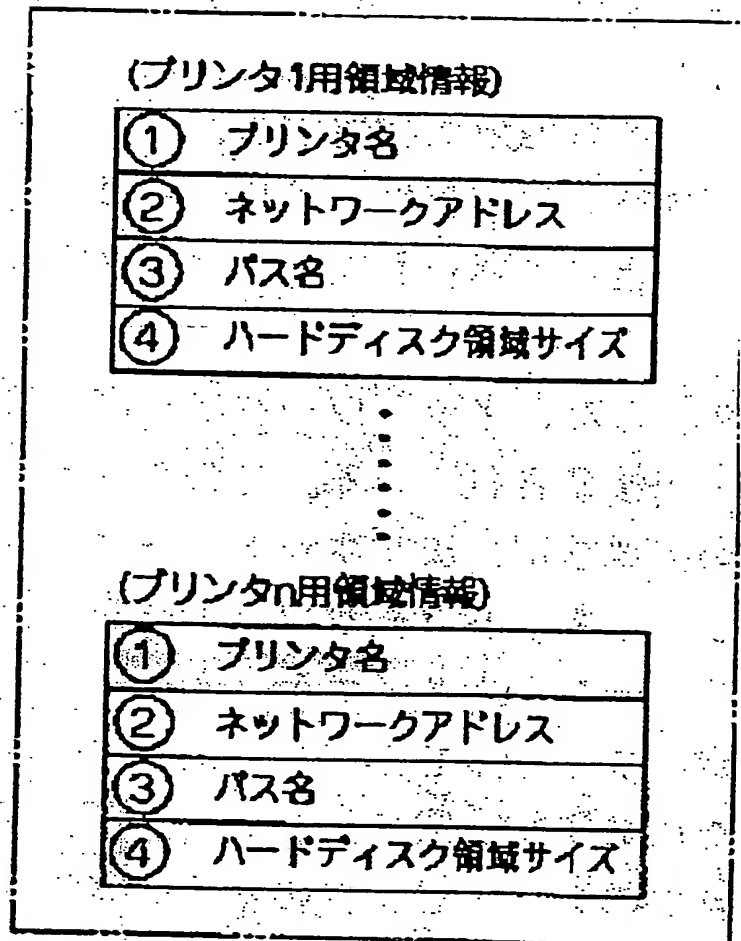 (プリンタ1用領域情報)
① プリンタ名
② ネットワークアドレス
③ パス名
④ ハードディスク領域サイズ
(プリンタn用領域情報)
① プリンタ名
② ネットワークアドレス
③ パス名
④ ハードディスク領域サイズ